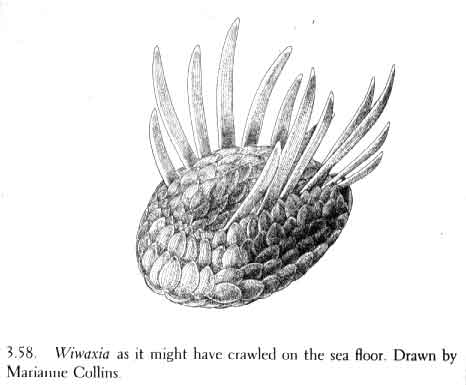 3.58. Wiwaxia as it might have crawled on the sea floor. Drawn by
Marianne Collins.